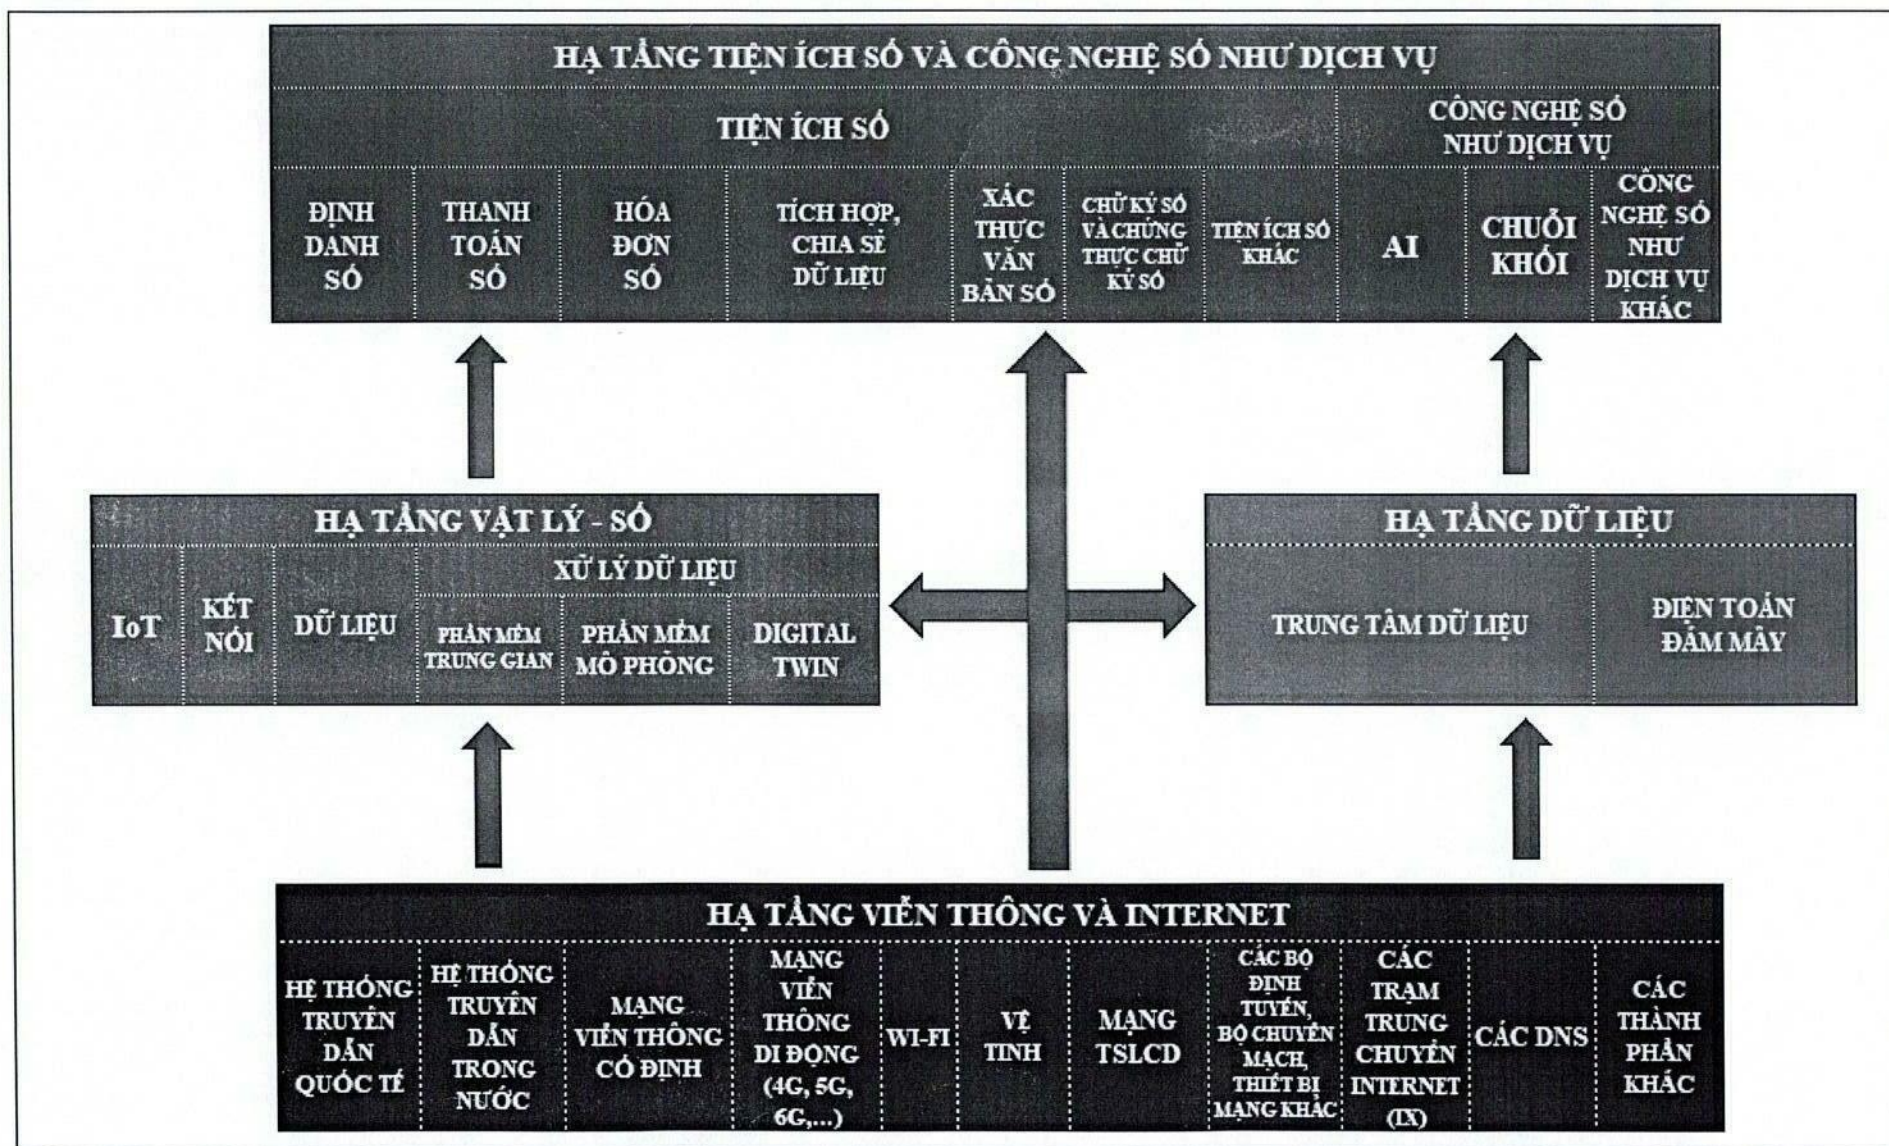 HẠ TẦNG TIỆN ÍCH SỐ VÀ CÔNG NGHỆ SỐ NHƯ DỊCH VỤ
TIỆN ÍCH SỐ
CÔNG NGHỆ SỐ
NHƯ DỊCH VỤ
ĐỊNH
DANH
SỐ
THANH
TOÁN
SỐ
HÓA
ĐƠN
SỐ
TÍCH HỢP,
CHIA SẺ
DỮ LIỆU
XÁC
THỰC
VĂN
BẢN SỐ
CHỮ KÝ SỐ
VÀ CHỨNG
THỰC CHỮ
KÝ SỐ
TIỆN ÍCH SỐ
KHÁC
AI
CHUỖI
KHỐI
CÔNG
NGHỆ SỐ
NHƯ
DỊCH VỤ
KHÁC
HẠ TẦNG VẬT LÝ - SỐ
IoT
KẾT
NỐI
DỮ LIỆU
XỬ LÝ DỮ LIỆU
PHẦN MỀM
TRUNG GIAN
PHẦN MỀM
MÔ PHỎNG
DIGITAL
TWIN
HẠ TẦNG DỮ LIỆU
TRUNG TÂM DỮ LIỆU
ĐIỆN TOÁN
ĐÁM MÂY
HẠ TẦNG VIỄN THÔNG VÀ INTERNET
HỆ THỐNG
TRUYỀN
DẪN
QUỐC TẾ
HỆ THỐNG
TRUYỀN
DẪN
TRONG
NƯỚC
MẠNG
VIỄN THÔNG
CỐ ĐỊNH
MẠNG
VIỄN
THÔNG
DI ĐỘNG
(4G, 5G,
6G,...)
WI-FI
VỆ
TINH
MẠNG
TSLCD
CÁC BỘ
ĐỊNH
TUYẾN,
BỘ CHUYỂN
MẠCH,
THIẾT BỊ
MẠNG KHÁC
CÁC
TRẠM
TRUNG
CHUYỂN
INTERNET
(IX)
CÁC DNS
CÁC
THÀNH
PHẦN
KHÁC